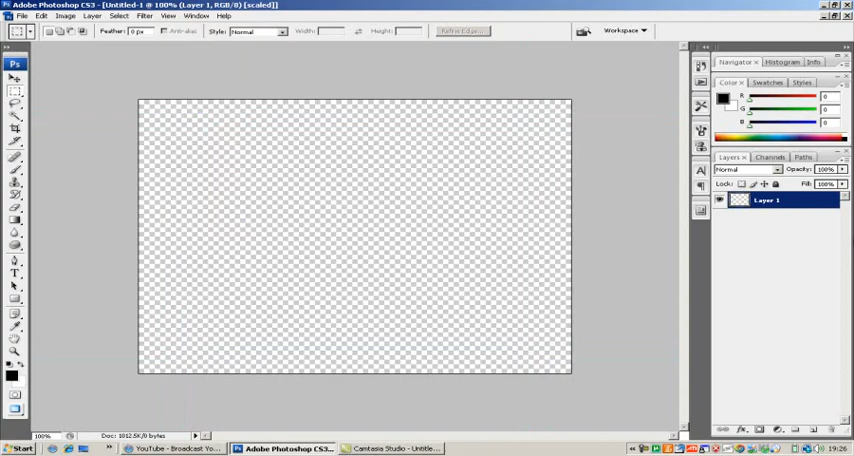 Adobe Photoshop CS3 - [Untitled-1 @ 100% (Layer 1, RGB/8) [scaled]]
File Edit Image Layer Select Filter View Window Help
Feather: 0 px Anti-alias Style: Normal Width: Height: Refine Edge... Workspace
Ps
Navigator x Histogram Info
Color x Swatches Styles
R 0
G 0
B 0
Layers x Channels Paths
Normal Opacity: 100%
Lock: Fill: 100%
Layer 1
100% Doc: 1012.5K/0 bytes
Start YouTube - Broadcast Yo... Adobe Photoshop CS3... Camtasia Studio - Untitle... 19:26